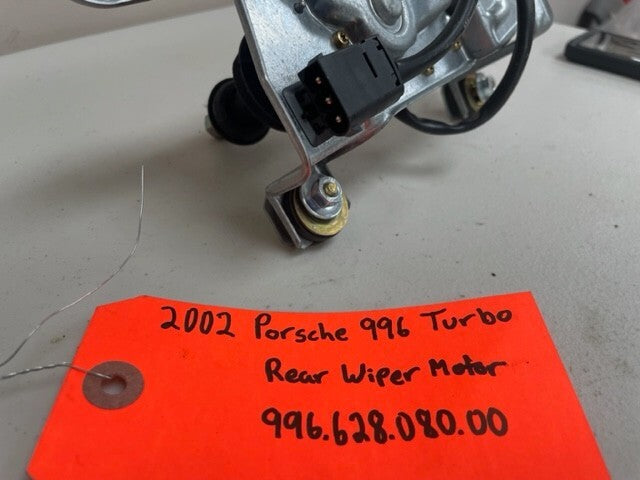 2002 Porsche 996 Turbo
Rear Wiper Motor
996.628.080.00